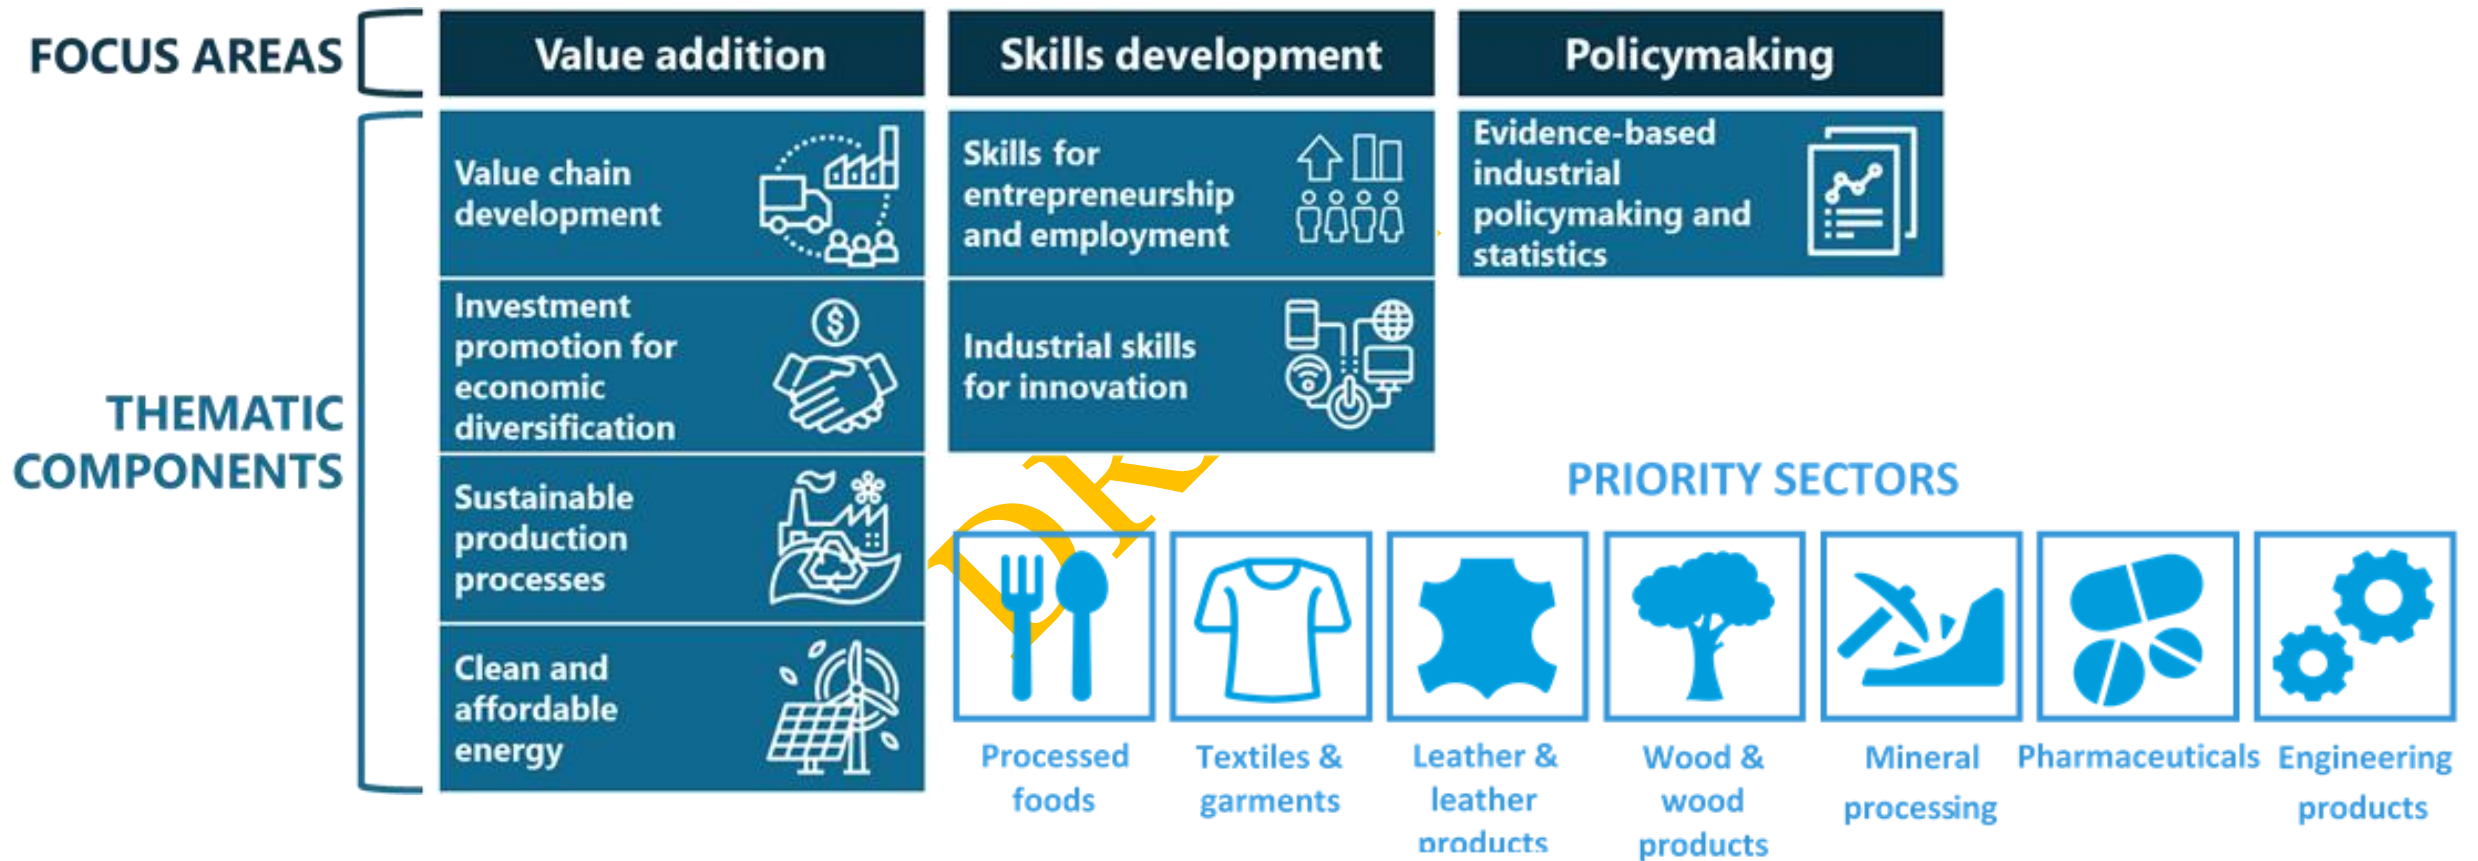 FOCUS AREAS
Value addition
Skills development
Policymaking
THEMATIC
COMPONENTS
Value chain
development
Investment
promotion for
economic
diversification
Sustainable
production
processes
Clean and
affordable
energy
Skills for
entrepreneurship
and employment
Industrial skills
for innovation
Evidence-based
industrial
policymaking and
statistics
PRIORITY SECTORS
Processed
foods
Textiles &
garments
Leather &
leather
products
Wood &
wood
products
Mineral
processing
Pharmaceuticals
Engineering
products